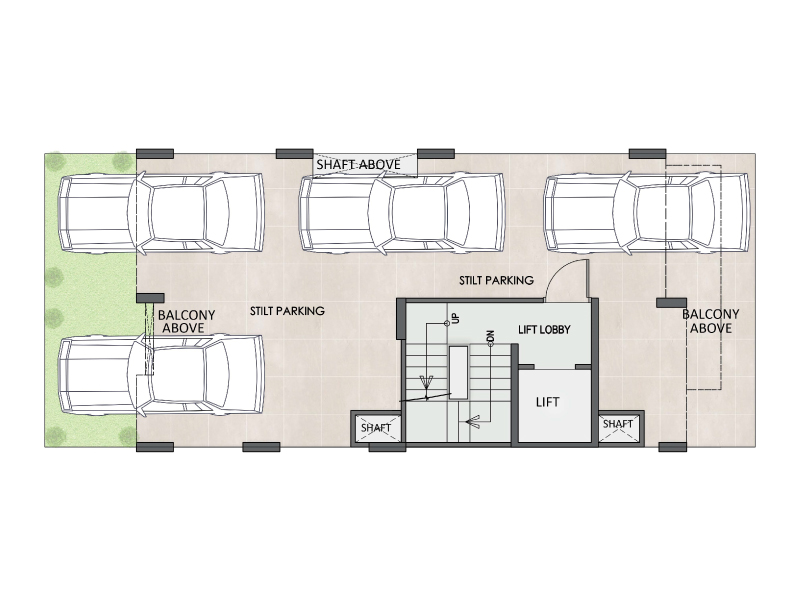 SHAFT ABOVE
STILT PARKING
STILT PARKING
BALCONY
ABOVE
BALCONY
ABOVE
UP
DN
LIFT LOBBY
LIFT
SHAFT
SHAFT